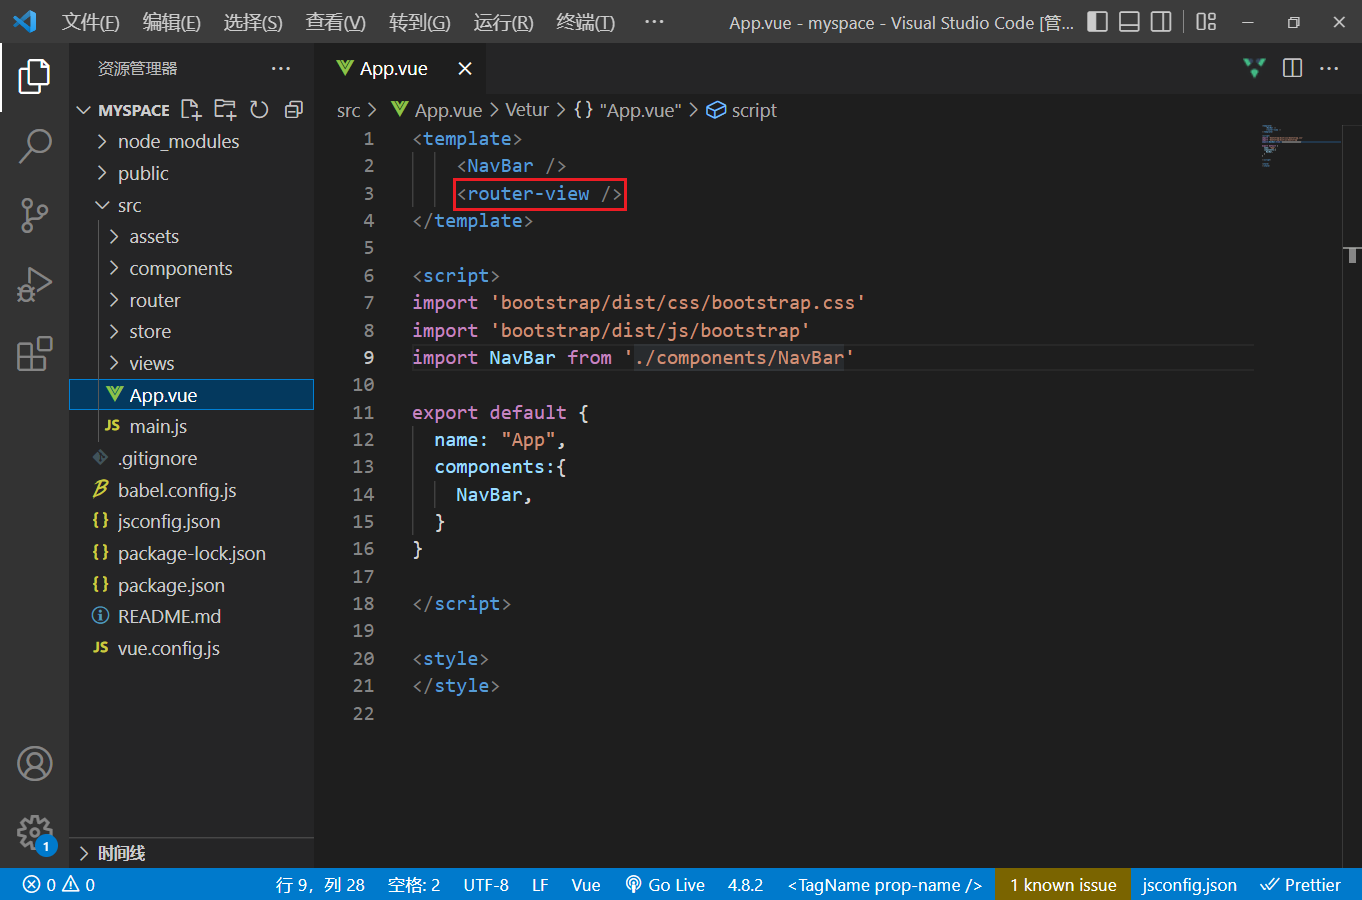 文件(F) 编辑(E) 选择(S) 查看(V) 转到(G) 运行(R) 终端(T) ··· App.vue - myspace - Visual Studio Code [管...
资源管理器 ···
MYSPACE
node_modules
public
src
assets
components
router
store
views
App.vue
JS main.js
.gitignore
babel.config.js
{} jsconfig.json
{} package-lock.json
{} package.json
README.md
JS vue.config.js
时间线
App.vue
src > App.vue > Vetur > {} "App.vue" > script
1 <template>
2 <NavBar />
3 <router-view />
4 </template>
5
6 <script>
7 import 'bootstrap/dist/css/bootstrap.css'
8 import 'bootstrap/dist/js/bootstrap'
9 import NavBar from './components/NavBar'
10
11 export default {
12 name: "App",
13 components:{
14 NavBar,
15 }
16 }
17
18 </script>
19
20 <style>
21 </style>
22
1
0 0 行 9，列 28 空格: 2 UTF-8 LF Vue Go Live 4.8.2 <TagName prop-name /> 1 known issue jsconfig.json Prettier